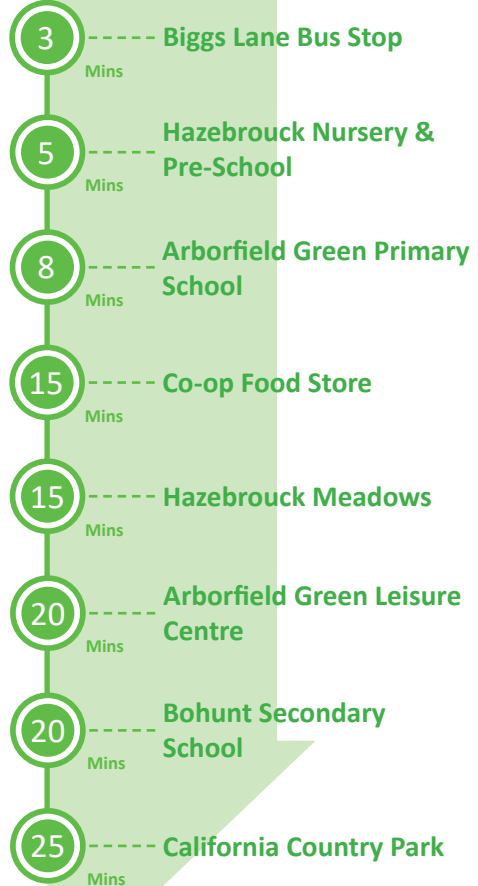 3
Biggs Lane Bus Stop
Mins
5
Hazebrouck Nursery &
Pre-School
Mins
8
Arborfield Green Primary
School
Mins
15
Co-op Food Store
Mins
15
Hazebrouck Meadows
Mins
20
Arborfield Green Leisure
Centre
Mins
20
Bohunt Secondary
School
Mins
25
California Country Park
Mins